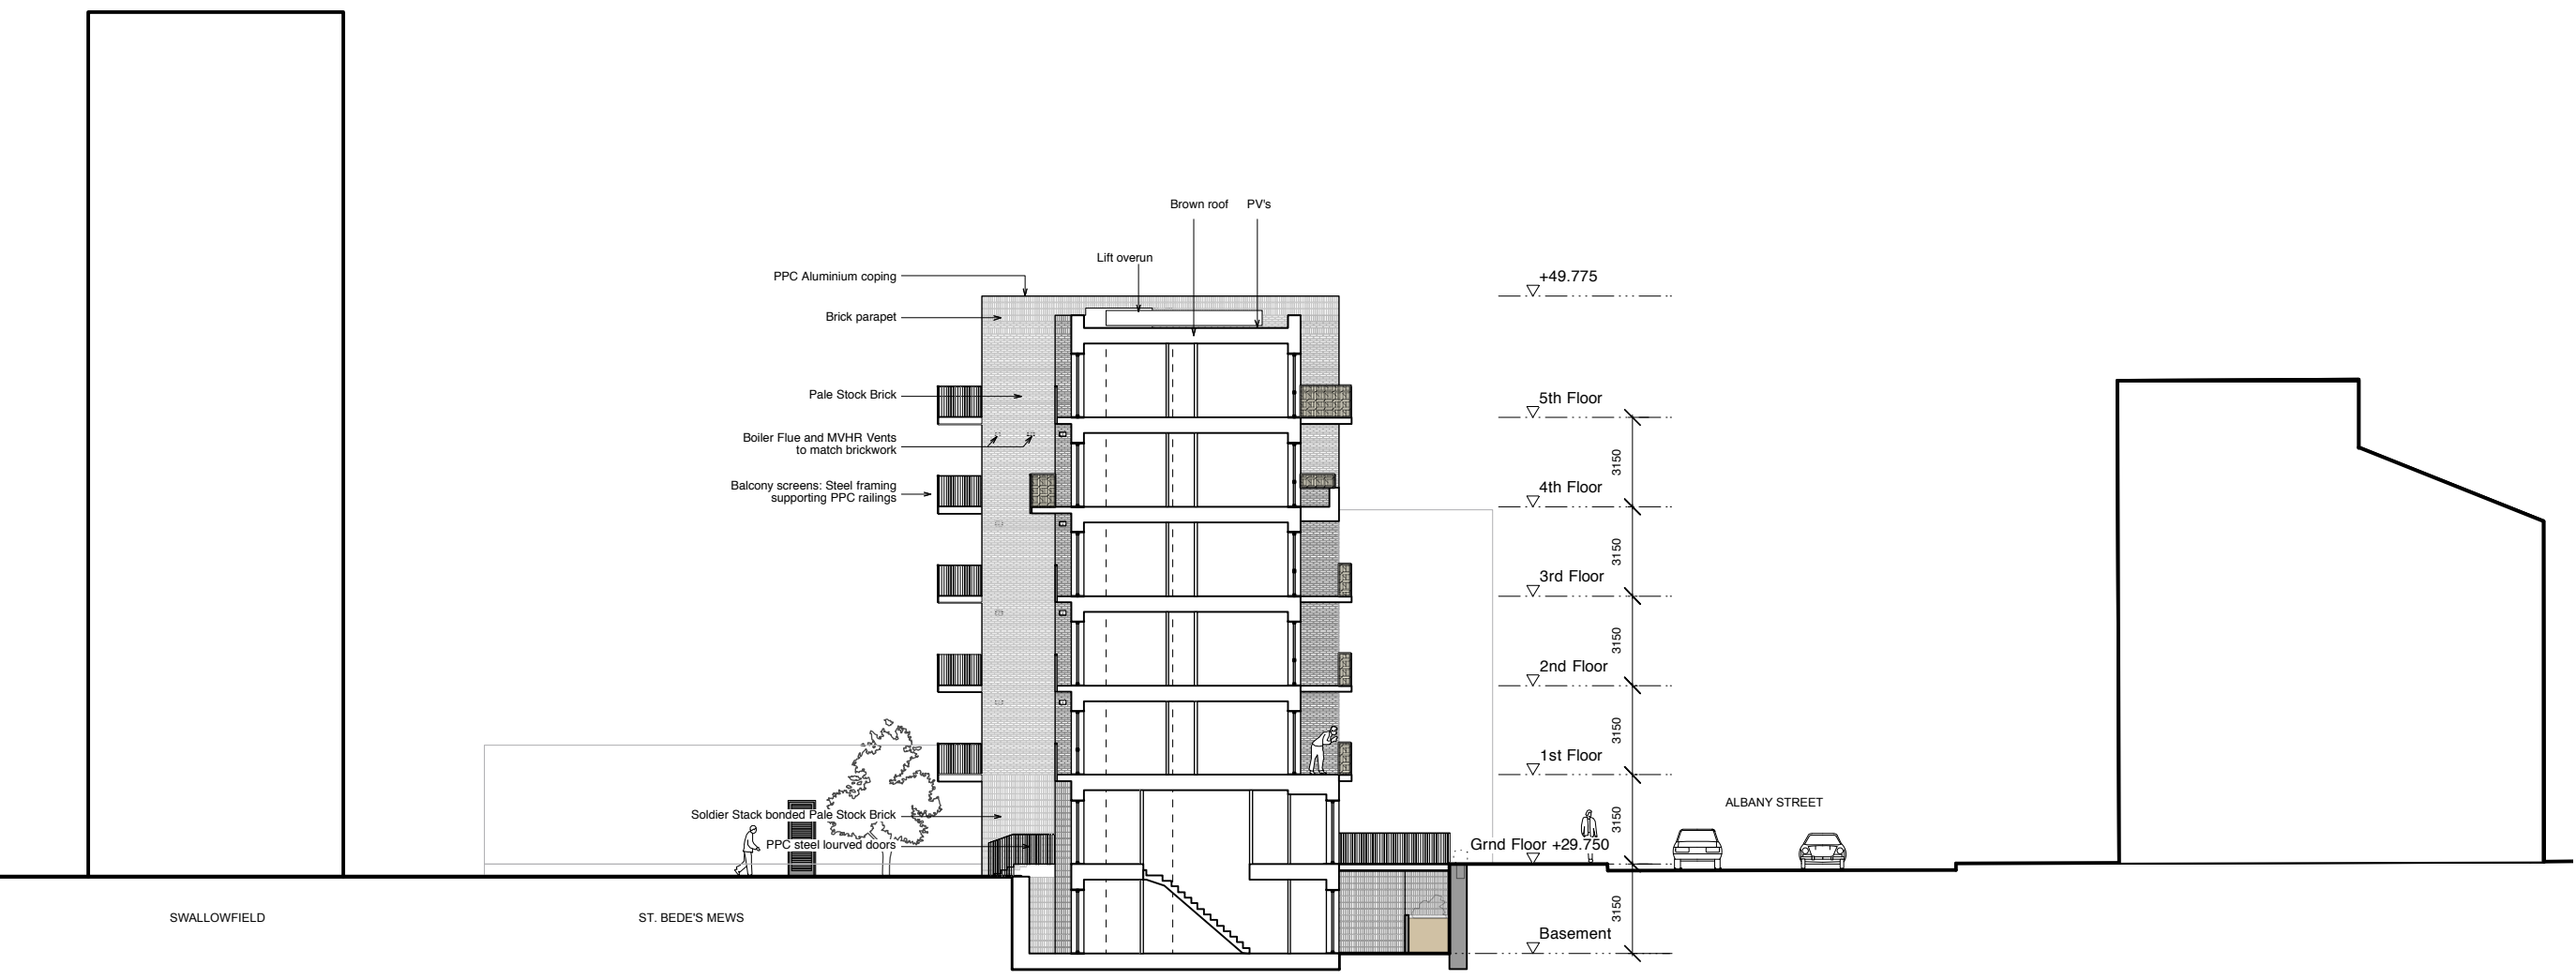 Brown roof
PV's
Lift overun
PPC Aluminium coping
+49.775
Brick parapet
Pale Stock Brick
5th Floor
Boiler Flue and MVHR Vents
to match brickwork
3150
Balcony screens: Steel framing
supporting PPC railings
4th Floor
3150
3rd Floor
3150
2nd Floor
3150
1st Floor
ALBANY STREET
Soldier Stack bonded Pale Stock Brick
3150
PPC steel lourved doors
Grnd Floor +29.750
SWALLOWFIELD
ST. BEDE'S MEWS
3150
Basement